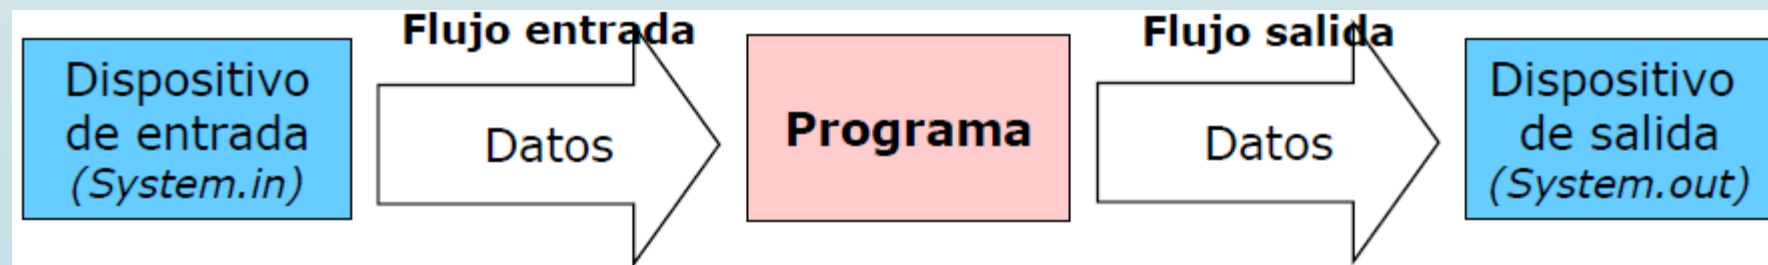 Flujo entrada
Flujo salida
Dispositivo
de entrada
(System.in)
Datos
Programa
Datos
Dispositivo
de salida
(System.out)